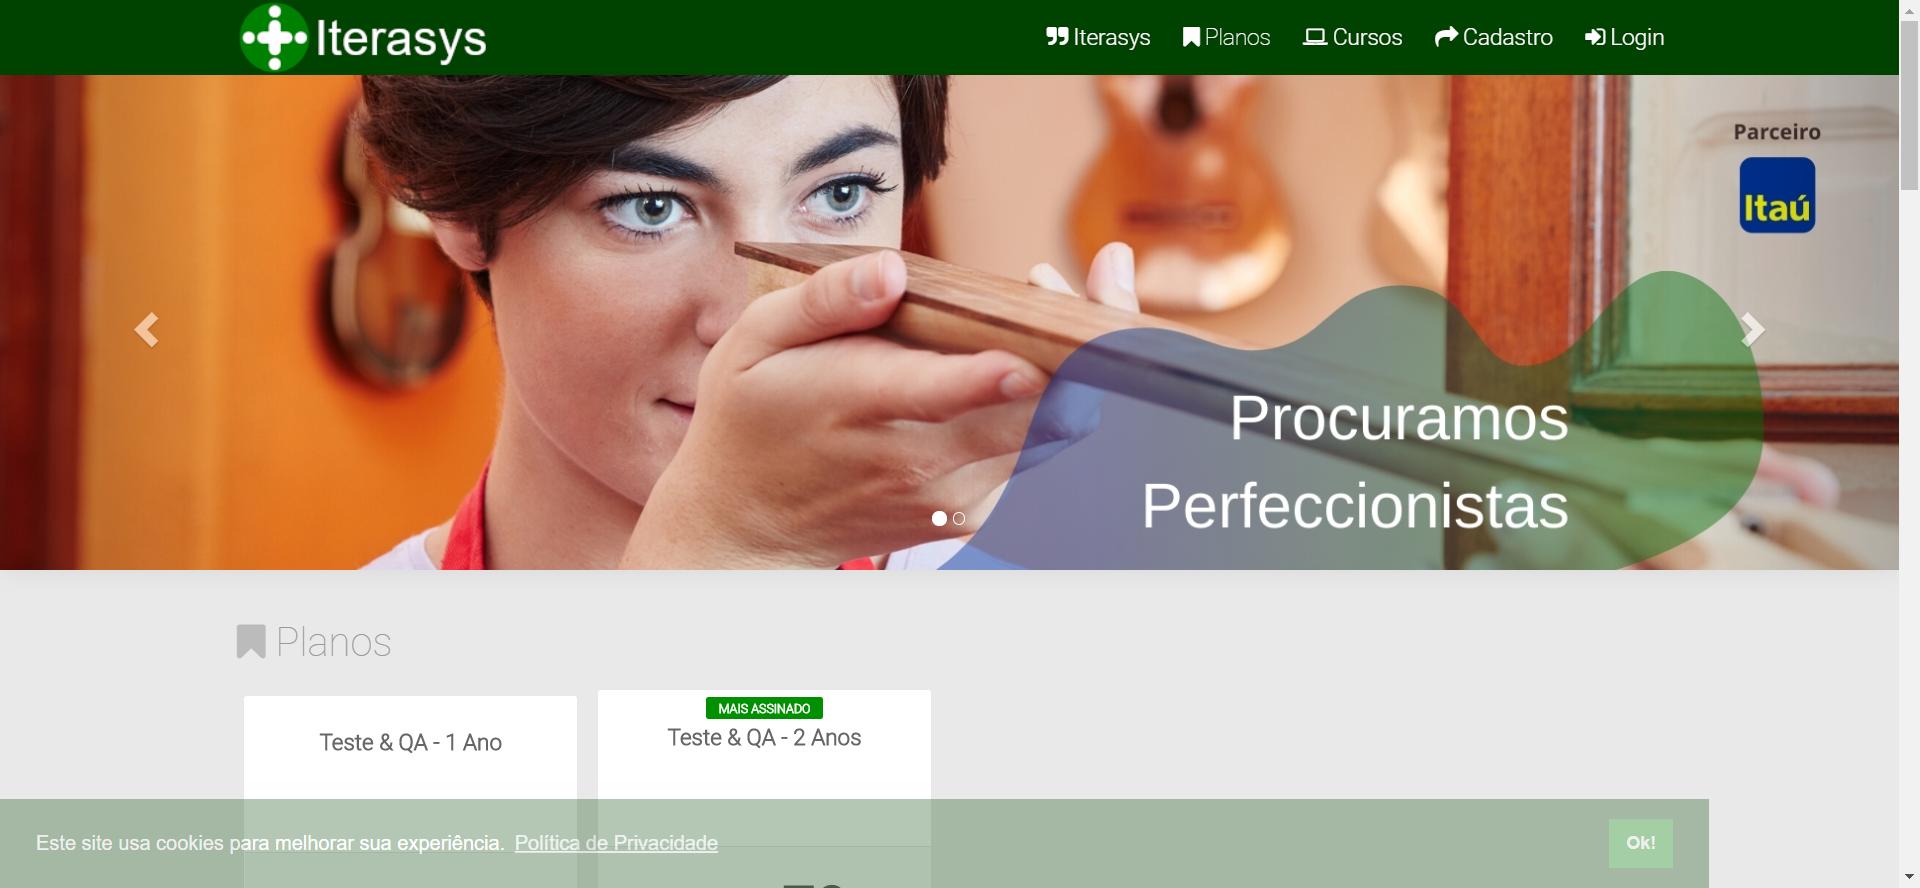 Iterasys
Iterasys Planos Cursos Cadastro Login
Parceiro
Itaú
Procuramos
Perfeccionistas
Planos
MAIS ASSINADO
Teste & QA - 1 Ano
Teste & QA - 2 Anos
Este site usa cookies para melhorar sua experiência. Política de Privacidade
Ok!